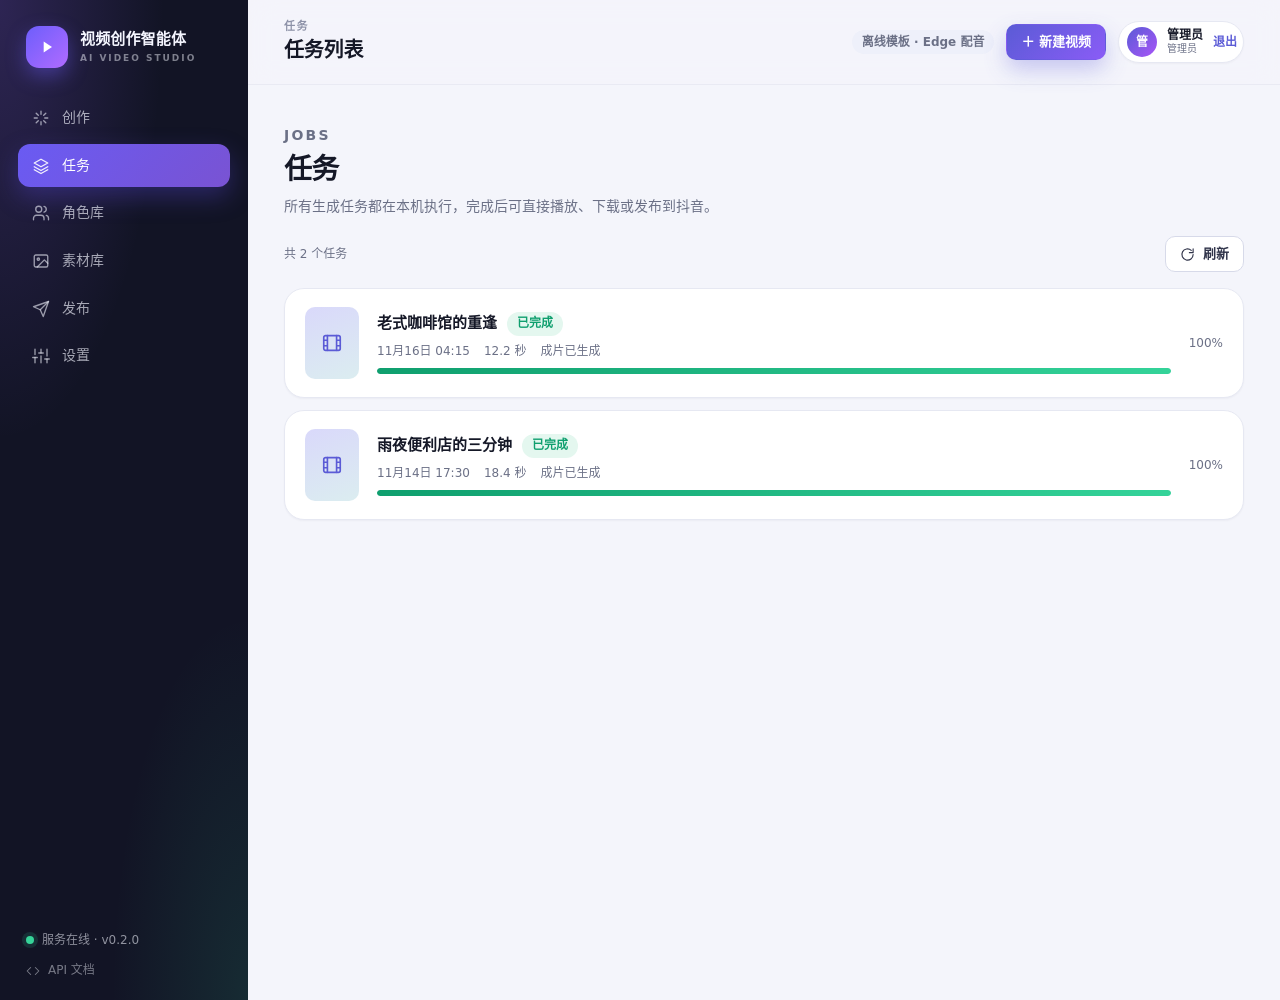 视频创作智能体
AI VIDEO STUDIO
创作
任务
角色库
素材库
发布
设置
服务在线 · v0.2.0
API 文档
任务
任务列表
离线模板 · Edge 配音
新建视频
管
管理员
管理员
退出
JOBS
任务
所有生成任务都在本机执行，完成后可直接播放、下载或发布到抖音。
共 2 个任务
刷新
老式咖啡馆的重逢 已完成
11月16日 04:15 12.2 秒 成片已生成
100%
雨夜便利店的三分钟 已完成
11月14日 17:30 18.4 秒 成片已生成
100%